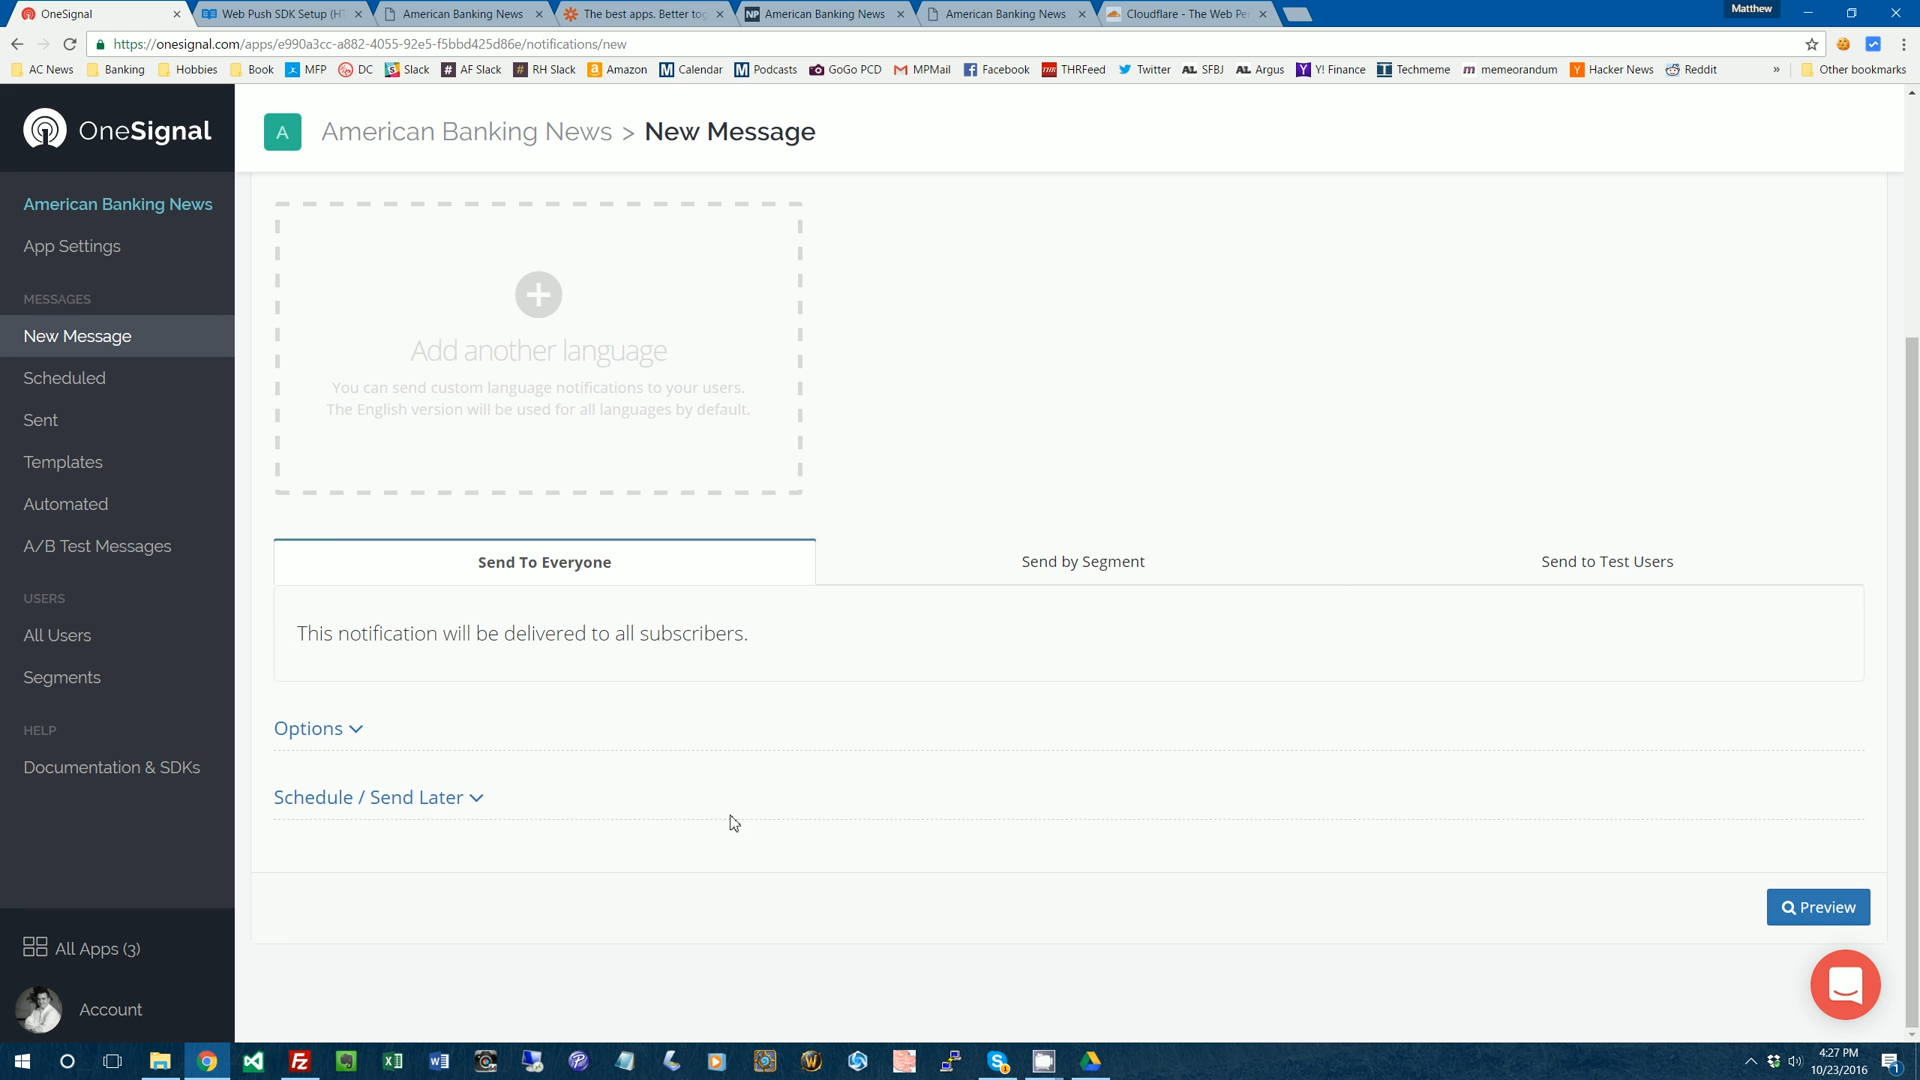 OneSignal
Web Push SDK Setup (HT
American Banking News
The best apps. Better tog
NP American Banking News
American Banking News
Cloudflare - The Web Pe
Matthew
https://onesignal.com/apps/e990a3cc-a882-4055-92e5-f5bbd425d86e/notifications/new
AC News
Banking
Hobbies
Book
MFP
DC
Slack
# AF Slack
# RH Slack
a Amazon
M Calendar
M Podcasts
GoGo PCD
MPMail
Facebook
THR THRFeed
Twitter
AL SFBJ
AL Argus
Y! Finance
Techmeme
m memeorandum
Y Hacker News
Reddit
»
Other bookmarks
OneSignal
A
American Banking News > New Message
American Banking News
App Settings
MESSAGES
New Message
Scheduled
Sent
Templates
Automated
A/B Test Messages
USERS
All Users
Segments
HELP
Documentation & SDKs
All Apps (3)
Account
Add another language
You can send custom language notifications to your users.
The English version will be used for all languages by default.
Send To Everyone
Send by Segment
Send to Test Users
This notification will be delivered to all subscribers.
Options
Schedule / Send Later
Preview
4:27 PM
10/23/2016
1